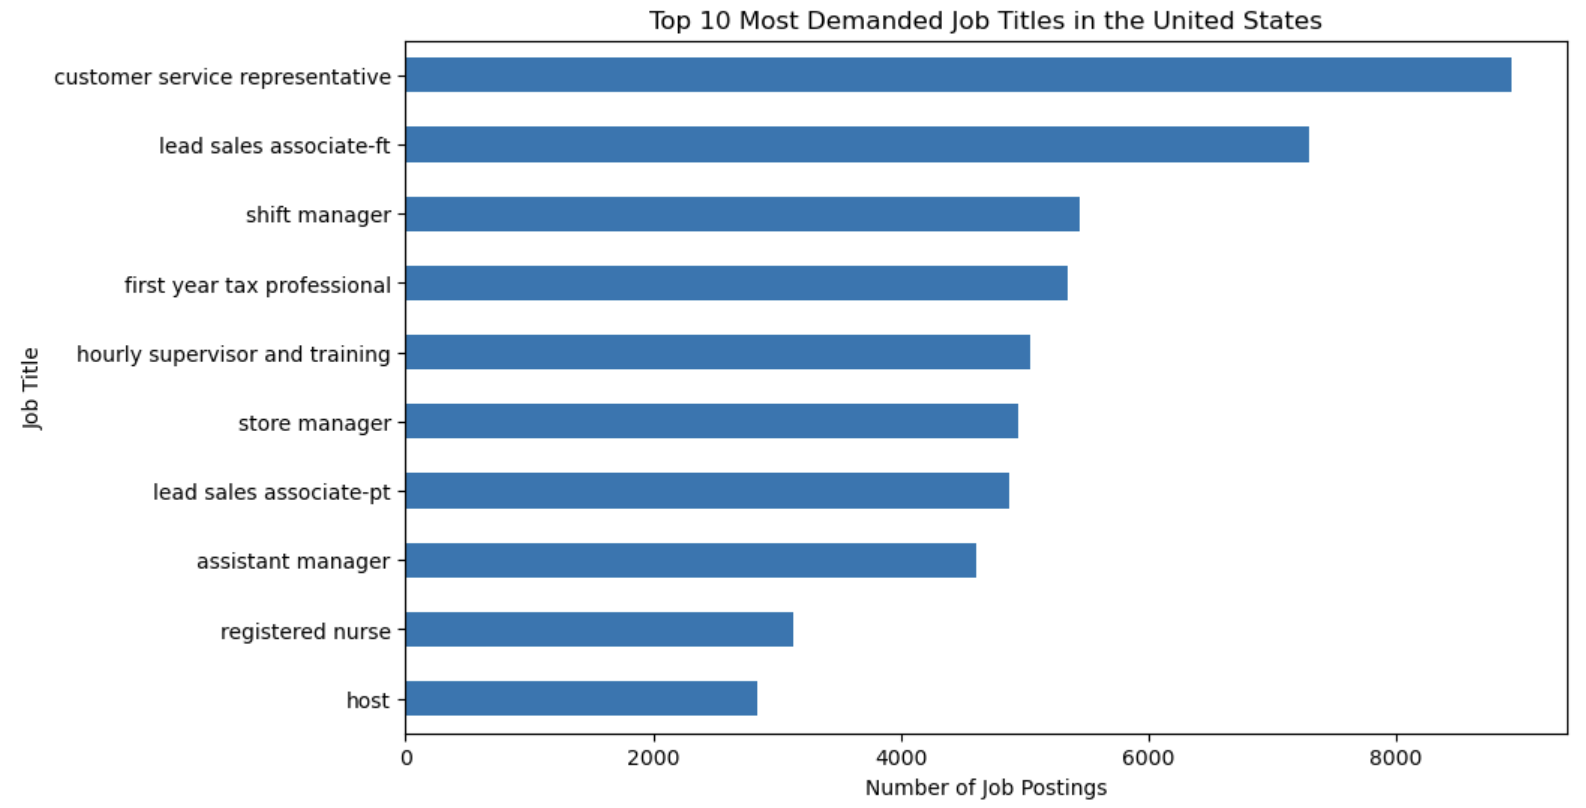 Top 10 Most Demanded Job Titles in the United States
customer service representative
lead sales associate-ft
shift manager
first year tax professional
hourly supervisor and training
store manager
lead sales associate-pt
assistant manager
registered nurse
host
Job Title
0 2000 4000 6000 8000
Number of Job Postings